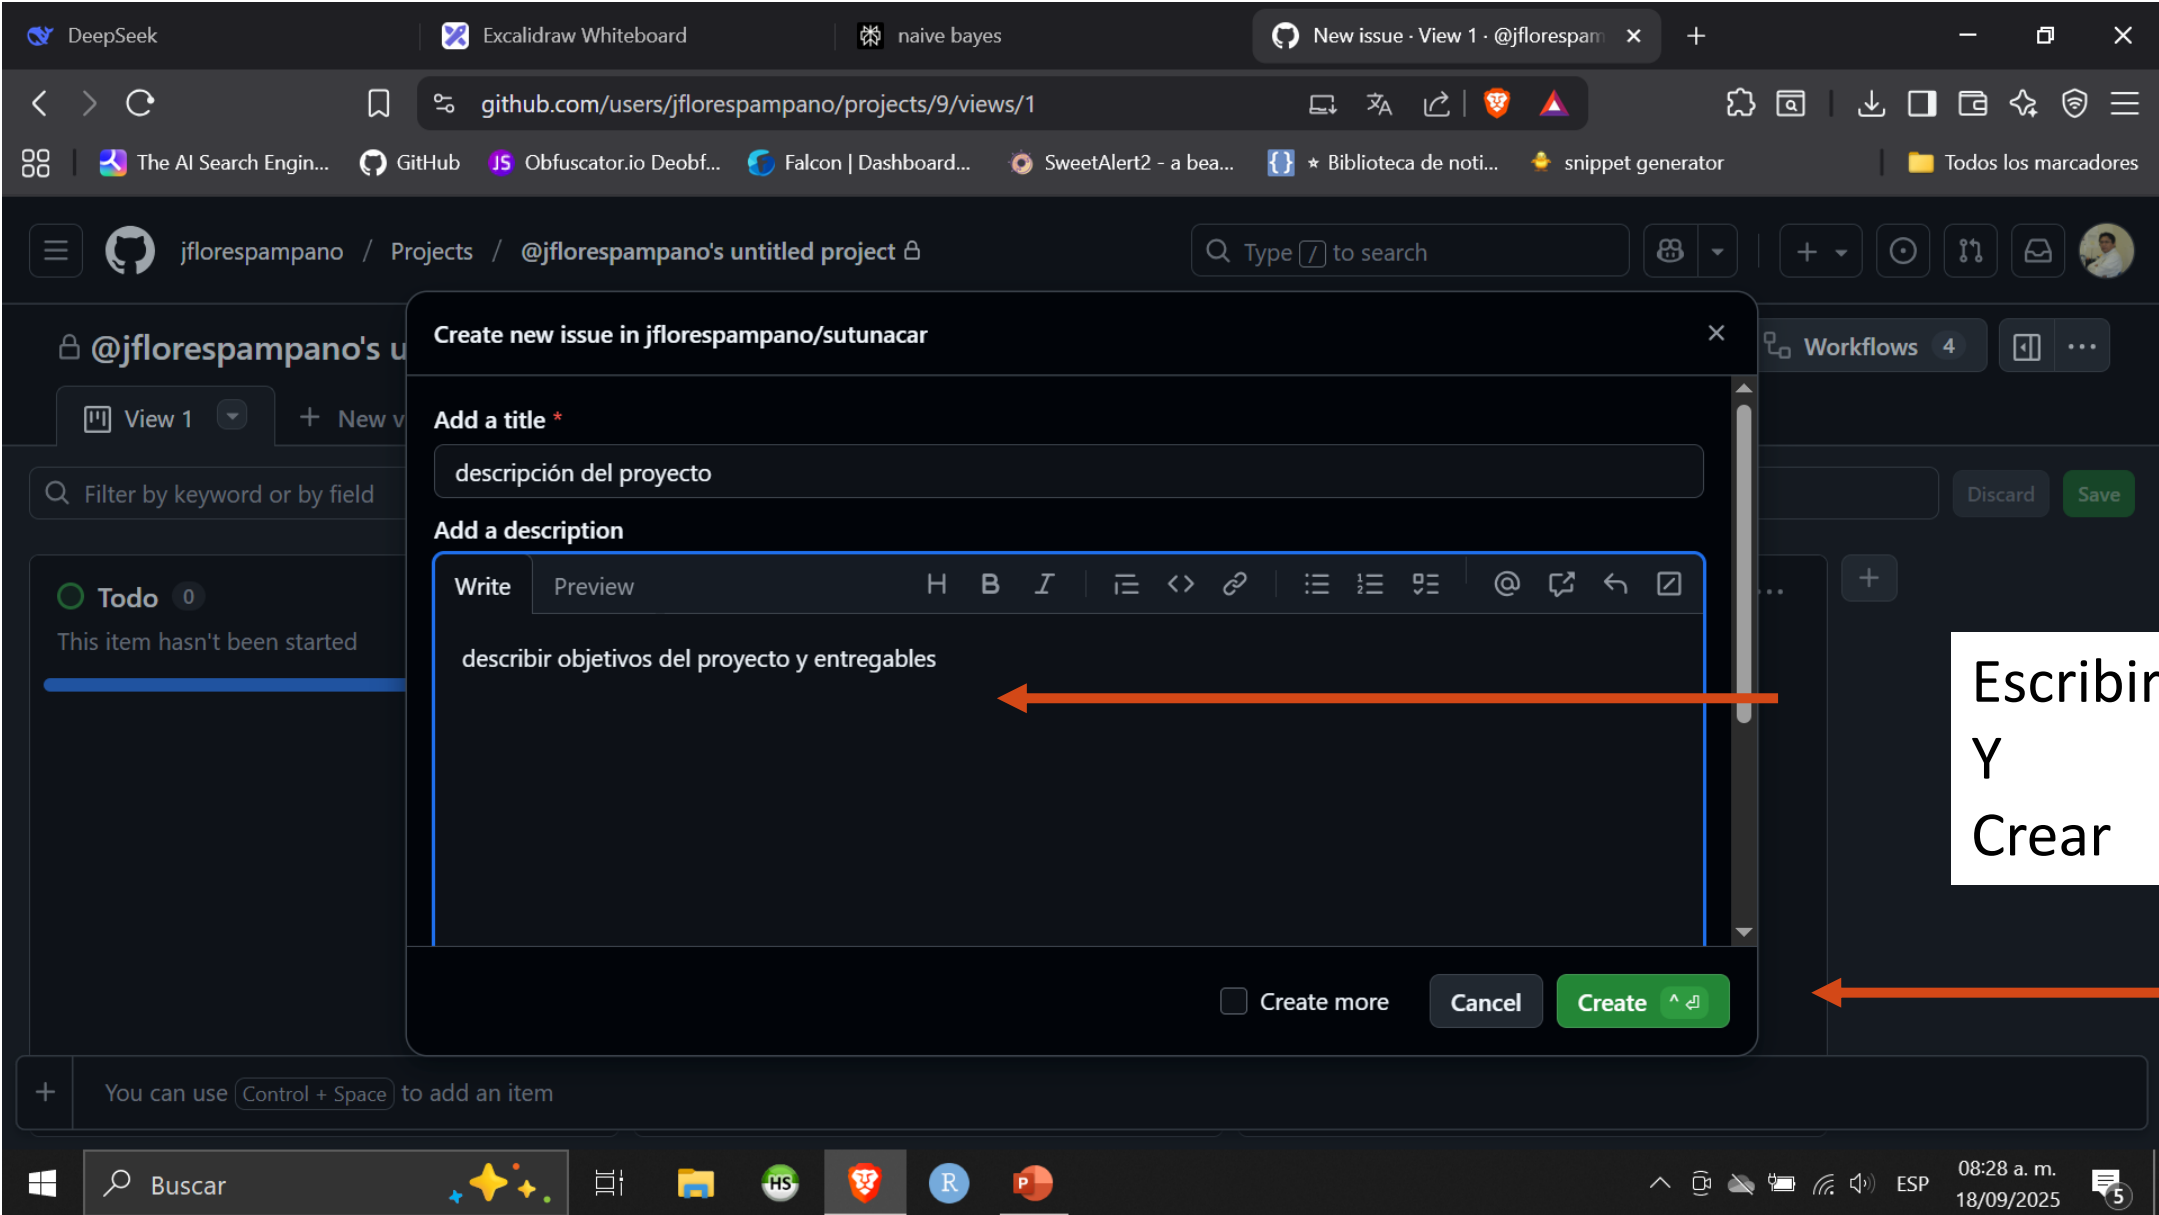 DeepSeek
Excalidraw Whiteboard
naive bayes
New issue · View 1 · @jflorespam
github.com/users/jflorespampano/projects/9/views/1
The AI Search Engin...
GitHub
JS
Obfuscator.io Deobf...
Falcon | Dashboard...
SweetAlert2 - a bea...
{}
★ Biblioteca de noti...
snippet generator
Todos los marcadores
jflorespampano / Projects / @jflorespampano's untitled project
Type / to search
@jflorespampano's u
Workflows 4
View 1
+ New v
Filter by keyword or by field
Discard
Save
Todo 0
This item hasn't been started
Create new issue in jflorespampano/sutunacar
Add a title *
descripción del proyecto
Add a description
Write
Preview
H B I
describir objetivos del proyecto y entregables
Escribir
Y
Crear
Create more
Cancel
Create
You can use Control + Space to add an item
Buscar
HS
R
P
ESP
08:28 a. m.
18/09/2025
5